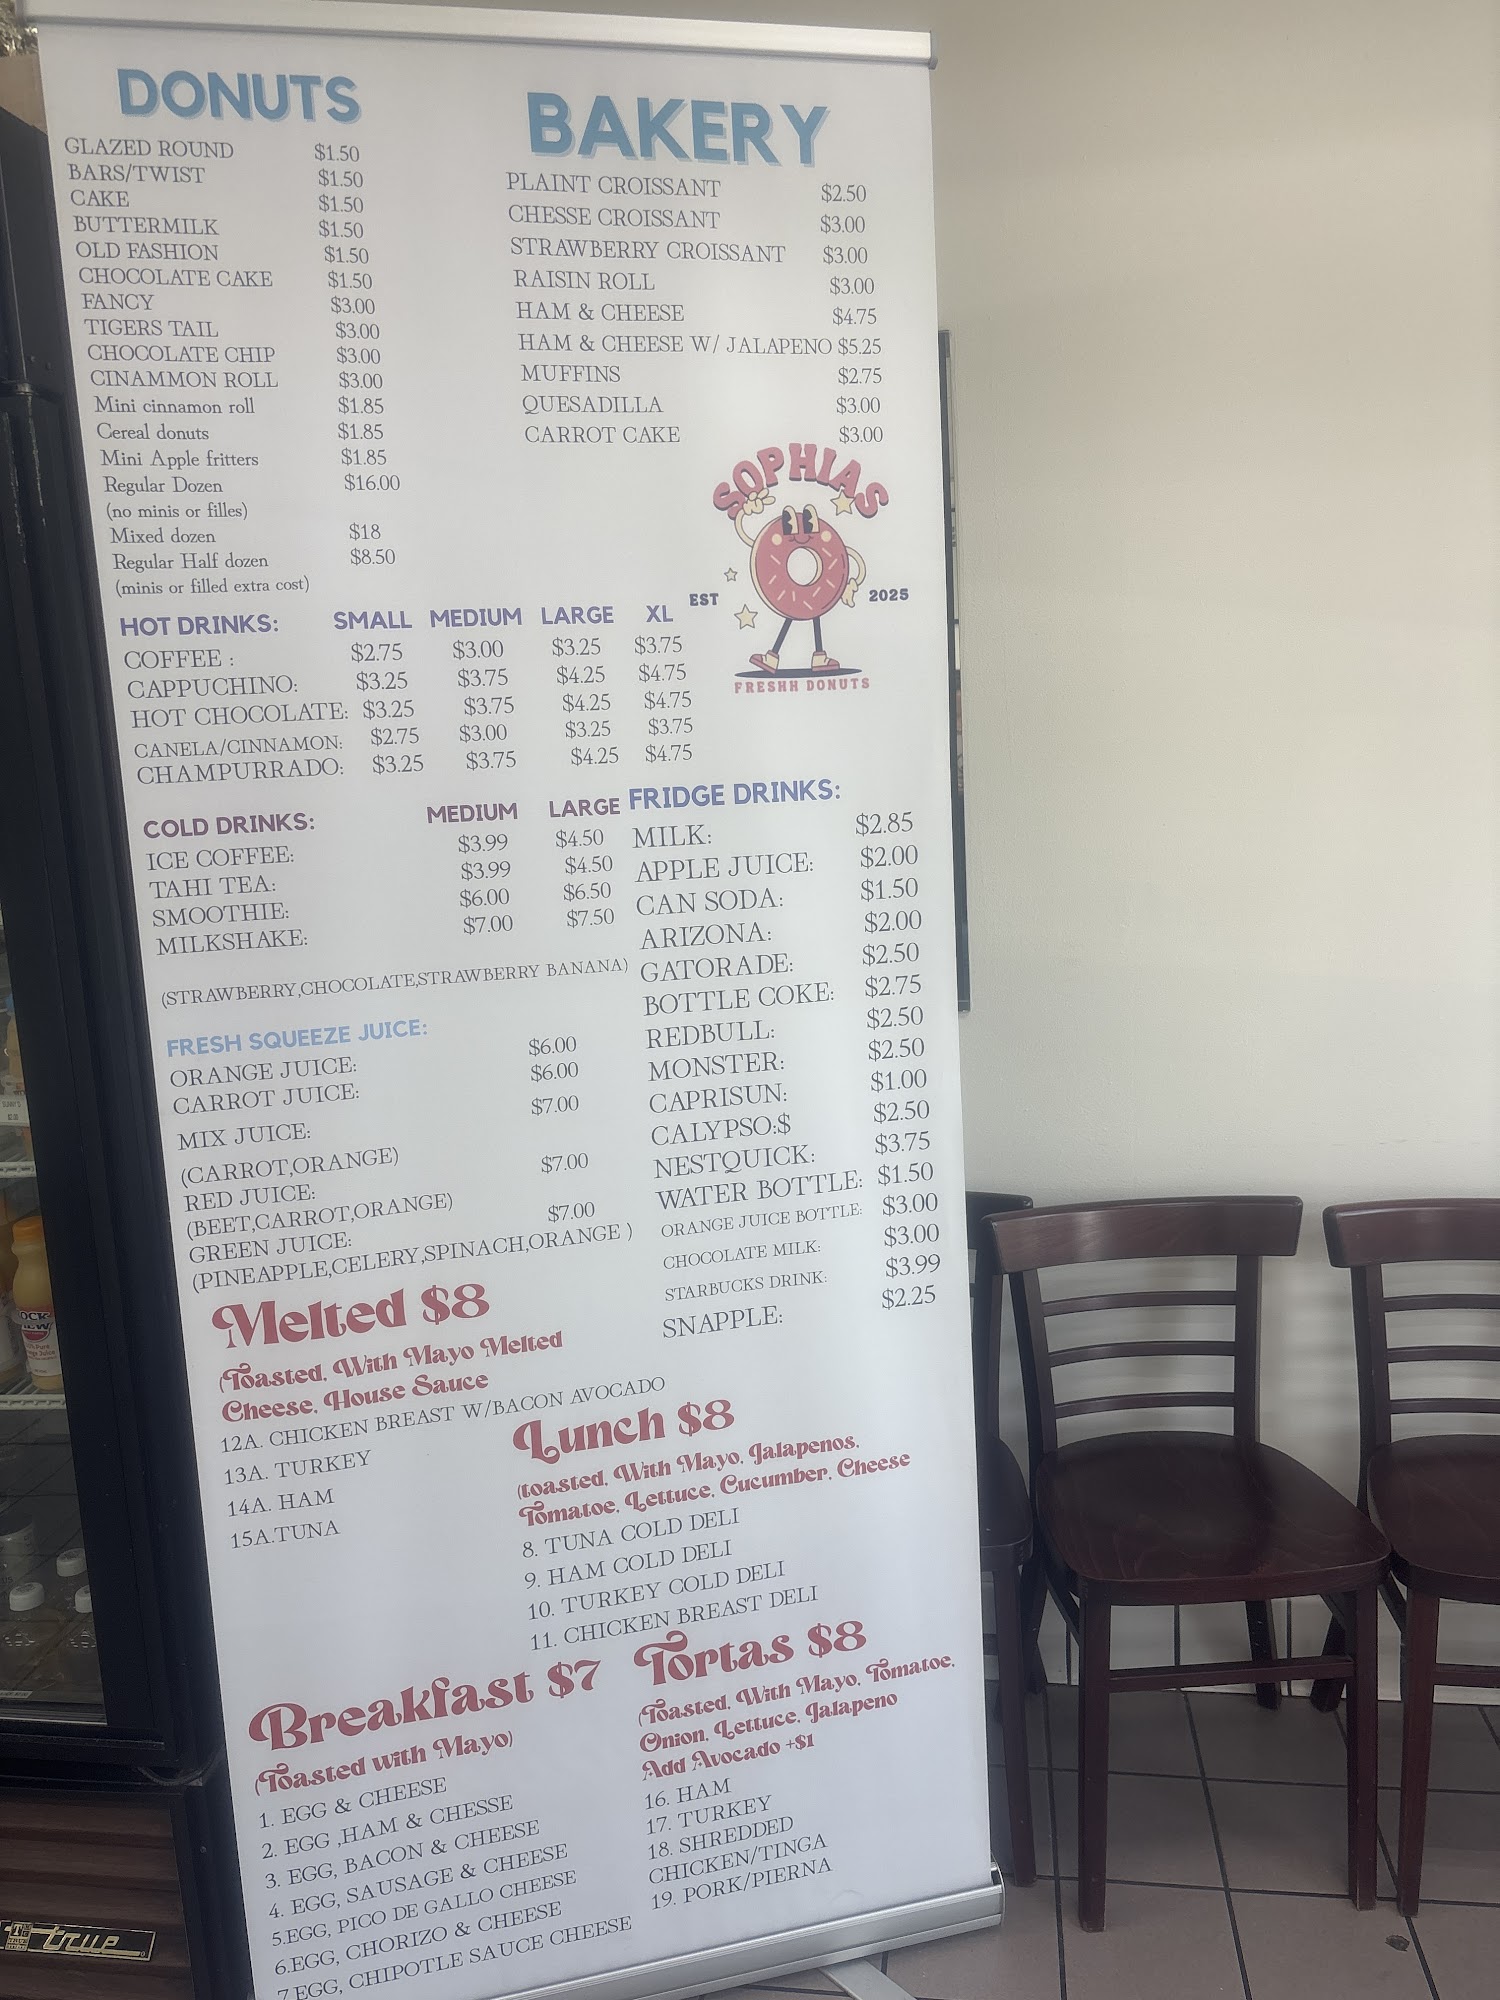 DONUTS
GLAZED ROUND $1.50
BARS/TWIST $1.50
CAKE $1.50
BUTTERMILK $1.50
OLD FASHION $1.50
CHOCOLATE CAKE $1.50
FANCY $3.00
TIGERS TAIL $3.00
CHOCOLATE CHIP $3.00
CINAMMON ROLL $3.00
Mini cinnamon roll $1.85
Cereal donuts $1.85
Mini Apple fritters $1.85
Regular Dozen $16.00
(no minis or filles)
Mixed dozen $18
Regular Half dozen $8.50
(minis or filled extra cost)
BAKERY
PLAINT CROISSANT $2.50
CHESSE CROISSANT $3.00
STRAWBERRY CROISSANT $3.00
RAISIN ROLL $3.00
HAM & CHEESE $4.75
HAM & CHEESE W/ JALAPENO $5.25
MUFFINS $2.75
QUESADILLA $3.00
CARROT CAKE $3.00
SOPHIAS
EST 2025
FRESHH DONUTS
HOT DRINKS: SMALL MEDIUM LARGE XL
COFFEE : $2.75 $3.00 $3.25 $3.75
CAPPUCHINO: $3.25 $3.75 $4.25 $4.75
HOT CHOCOLATE: $3.25 $3.75 $4.25 $4.75
CANELA/CINNAMON: $2.75 $3.00 $3.25 $3.75
CHAMPURRADO: $3.25 $3.75 $4.25 $4.75
COLD DRINKS: MEDIUM LARGE
ICE COFFEE: $3.99 $4.50
TAHI TEA: $3.99 $4.50
SMOOTHIE: $6.00 $6.50
MILKSHAKE: $7.00 $7.50
(STRAWBERRY,CHOCOLATE,STRAWBERRY BANANA)
FRESH SQUEEZE JUICE:
ORANGE JUICE: $6.00
CARROT JUICE: $6.00
MIX JUICE: $7.00
(CARROT,ORANGE)
RED JUICE: $7.00
(BEET,CARROT,ORANGE)
GREEN JUICE: $7.00
(PINEAPPLE,CELERY,SPINACH,ORANGE )
FRIDGE DRINKS:
MILK: $2.85
APPLE JUICE: $2.00
CAN SODA: $1.50
ARIZONA: $2.00
GATORADE: $2.50
BOTTLE COKE: $2.75
REDBULL: $2.50
MONSTER: $2.50
CAPRISUN: $1.00
CALYPSO:$ $2.50
NESTQUICK: $3.75
WATER BOTTLE: $1.50
ORANGE JUICE BOTTLE: $3.00
CHOCOLATE MILK: $3.00
STARBUCKS DRINK: $3.99
SNAPPLE: $2.25
Melted $8
(Toasted, With Mayo Melted
Cheese, House Sauce
12A. CHICKEN BREAST W/BACON AVOCADO
13A. TURKEY
14A. HAM
15A.TUNA
Lunch $8
(toasted, With Mayo, Jalapenos,
Tomatoe, Lettuce, Cucumber, Cheese
8. TUNA COLD DELI
9. HAM COLD DELI
10. TURKEY COLD DELI
11. CHICKEN BREAST DELI
Breakfast $7
(Toasted with Mayo)
1. EGG & CHEESE
2. EGG ,HAM & CHESSE
3. EGG, BACON & CHEESE
4. EGG, SAUSAGE & CHEESE
5.EGG, PICO DE GALLO CHEESE
6.EGG, CHORIZO & CHEESE
7 EGG, CHIPOTLE SAUCE CHEESE
Tortas $8
(Toasted, With Mayo, Tomatoe,
Onion, Lettuce, Jalapeno
Add Avocado +$1
16. HAM
17. TURKEY
18. SHREDDED
CHICKEN/TINGA
19. PORK/PIERNA
true